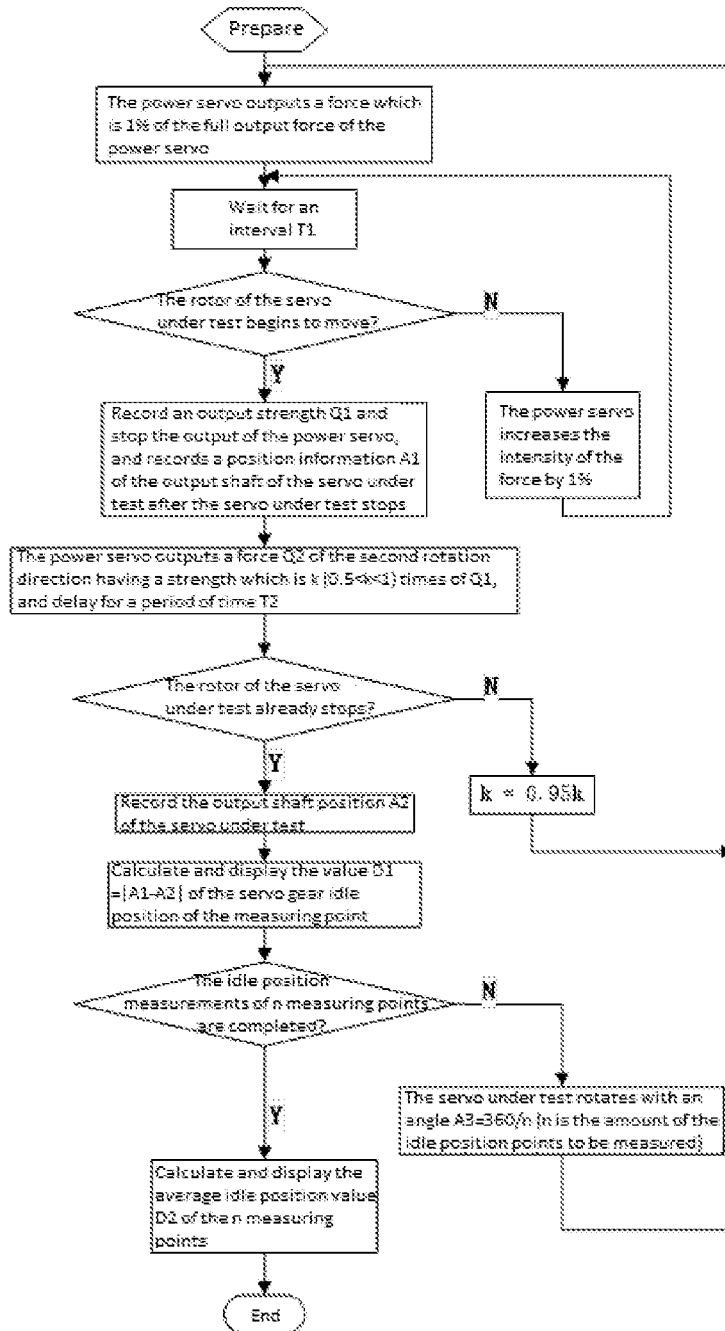 Prepare
The power servo outputs a force which
is 1% of the full output force of the
power servo
Wait for an
interval T1
The rotor of the servo
under test begins to move?
N
Y
Record an output strength Q1 and
stop the output of the power servo,
and records a position information A1
of the output shaft of the servo under
test after the servo under test stops
The power servo
increases the
intensity of the
force by 1%
The power servo outputs a force Q2 of the second rotation
direction having a strength which is k (0.5<k<1) times of Q1,
and delay for a period of time T2
The rotor of the servo
under test already stops?
N
Y
k = 0.95k
Record the output shaft position A2
of the servo under test
Calculate and display the value D1
=|A1-A2| of the servo gear idle
position of the measuring point
The idle position
measurements of n measuring points
are completed?
N
Y
The servo under test rotates with an
angle A3=360/n (n is the amount of the
idle position points to be measured)
Calculate and display the
average idle position value
D2 of the n measuring
points
End